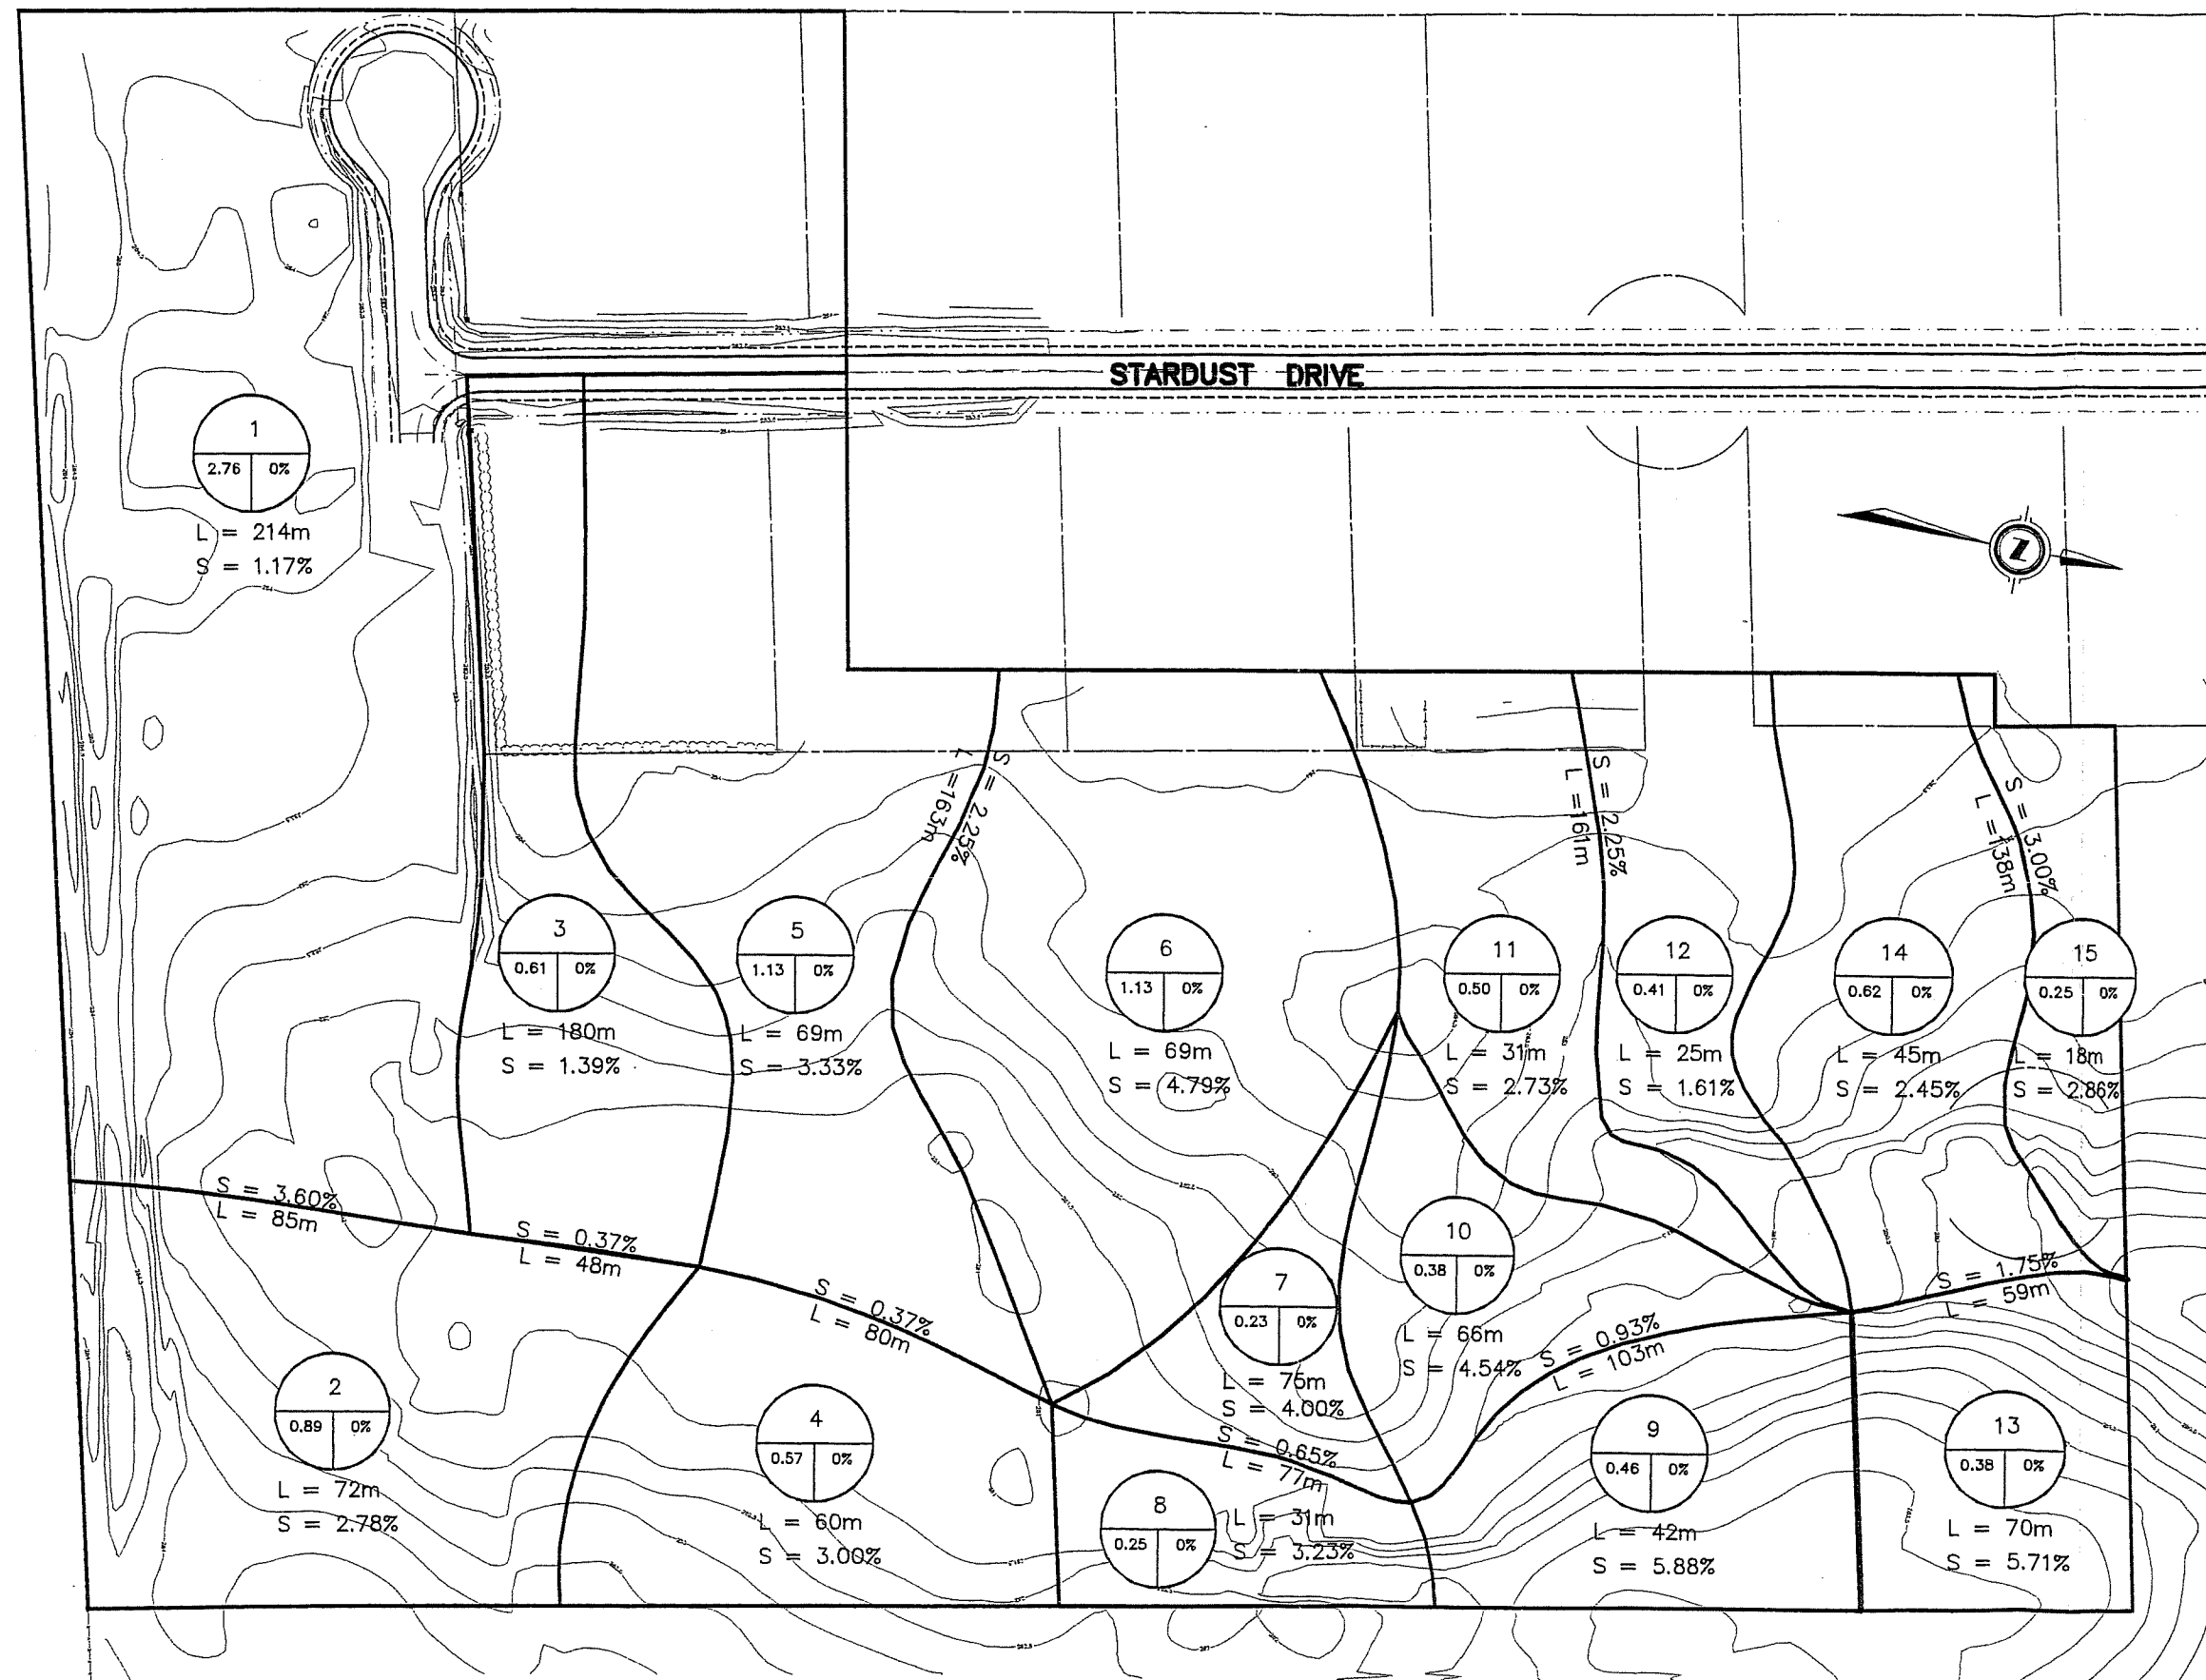 STARDUST DRIVE
1
2.76 0%
L = 214m
S = 1.17%
Z
S = 2.25%
L =163m
S = 2.25%
L =161m
S = 3.00%
L =138m
3
0.61 0%
L = 180m
S = 1.39%
5
1.13 0%
L = 69m
S = 3.33%
6
1.13 0%
L = 69m
S = 4.79%
11
0.50 0%
L = 31m
S = 2.73%
12
0.41 0%
L = 25m
S = 1.61%
14
0.62 0%
L = 45m
S = 2.45%
15
0.25 0%
L = 18m
S = 2.86%
S = 3.60%
L = 85m
S = 0.37%
L = 48m
S = 0.37%
L = 80m
10
0.38 0%
L = 66m
S = 4.54%
7
0.23 0%
L = 75m
S = 4.00%
S = 0.93%
L = 103m
S = 1.75%
L = 59m
S = 0.65%
L = 77m
2
0.89 0%
L = 72m
S = 2.78%
4
0.57 0%
L = 60m
S = 3.00%
8
0.25 0%
L = 31m
S = 3.23%
9
0.46 0%
L = 42m
S = 5.88%
13
0.38 0%
L = 70m
S = 5.71%